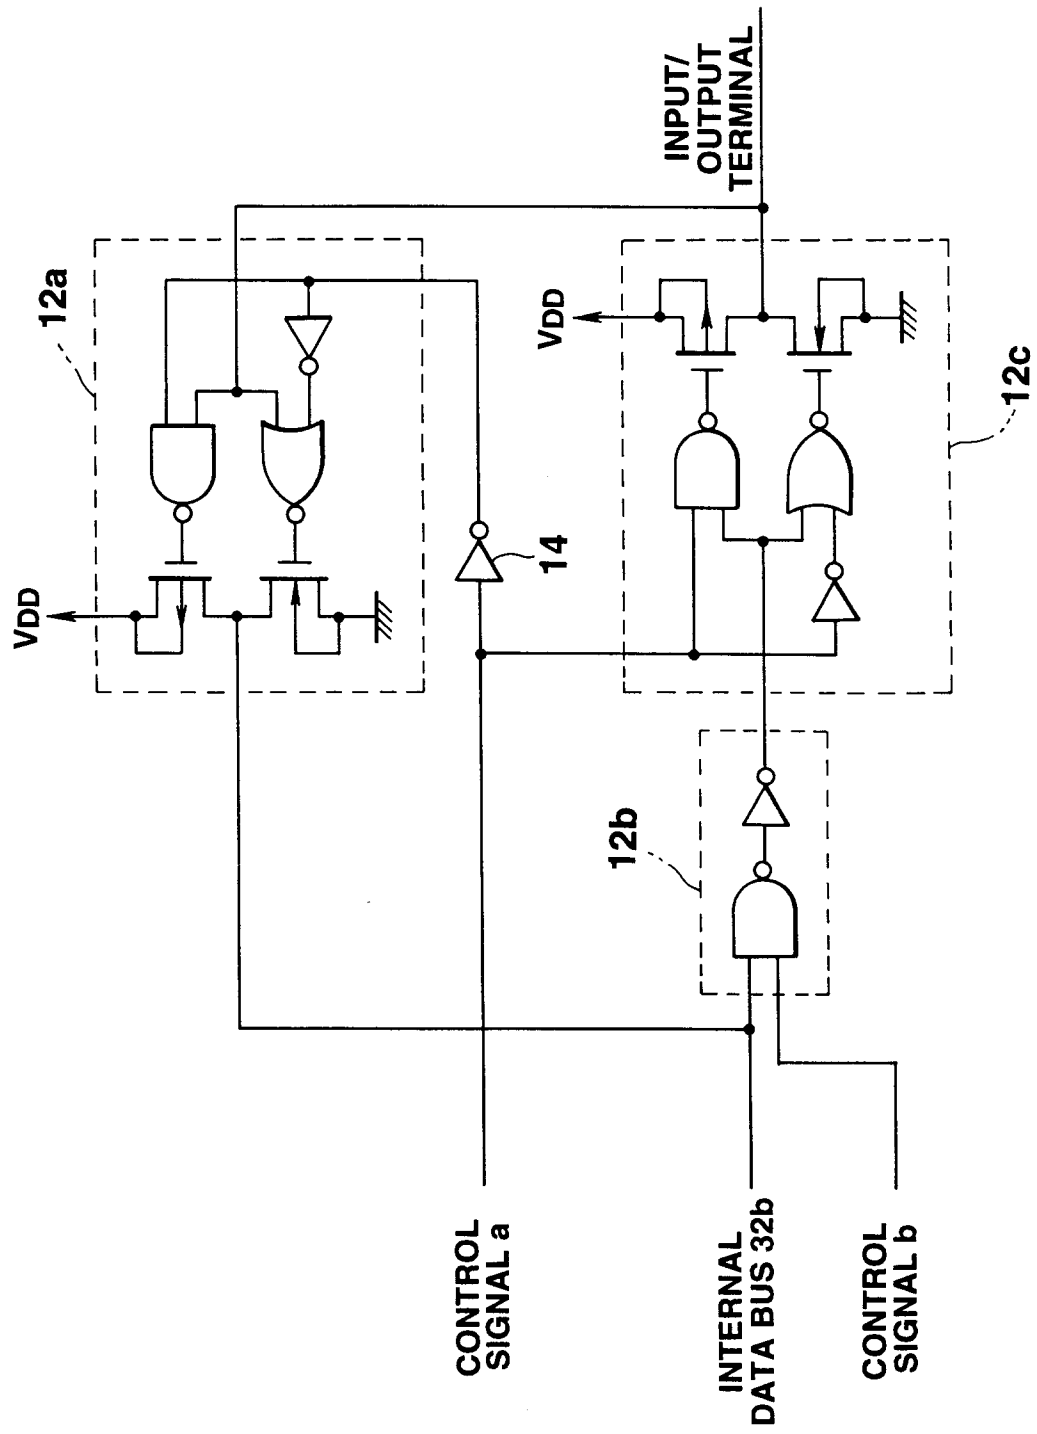 12a
VDD
14
CONTROL
SIGNAL a
INPUT/
OUTPUT
TERMINAL
VDD
12b
12c
INTERNAL
DATA BUS 32b
CONTROL
SIGNAL b